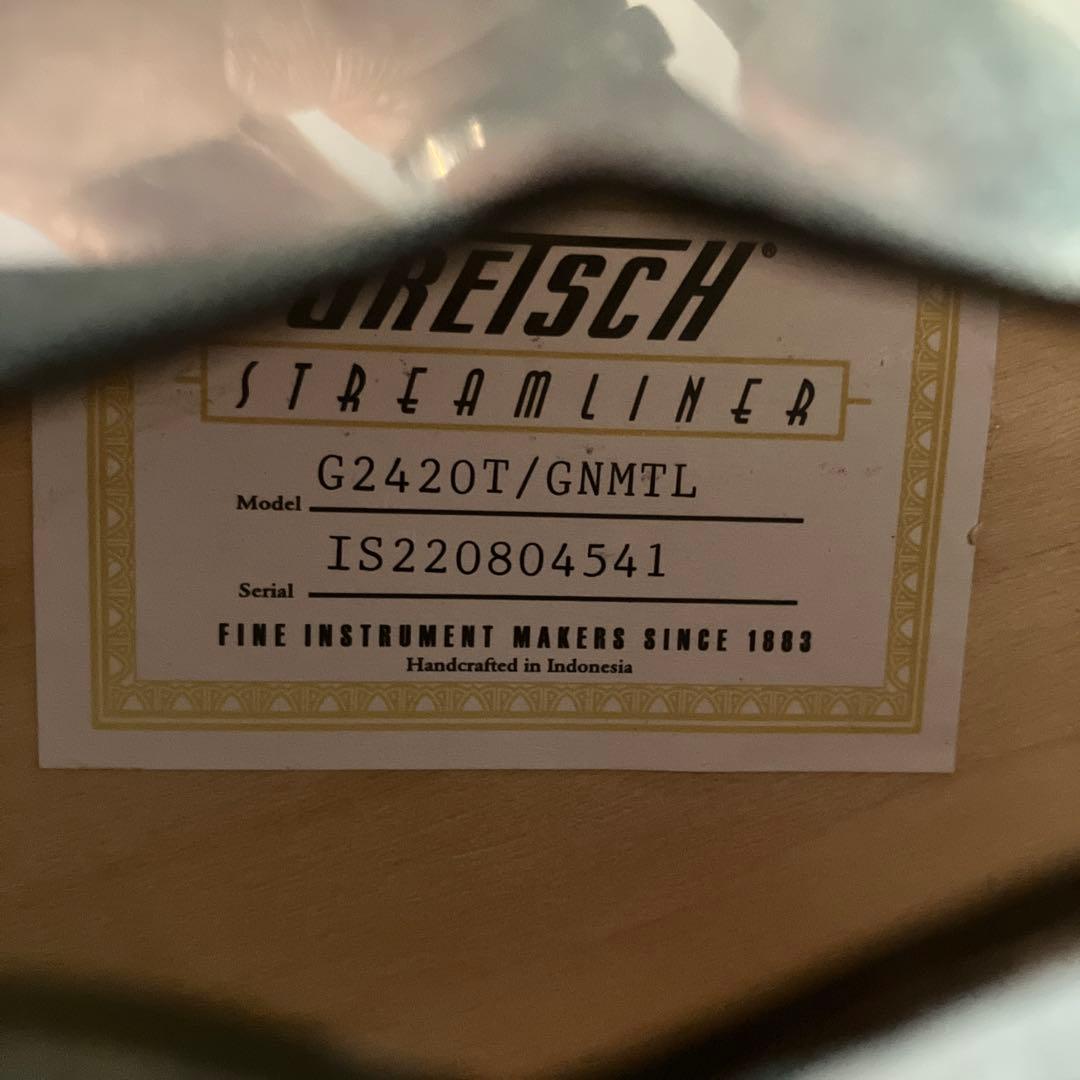 GRETSCH®
STREAMLINER
Model G2420T/GNMTL
Serial IS220804541
FINE INSTRUMENT MAKERS SINCE 1883
Handcrafted in Indonesia